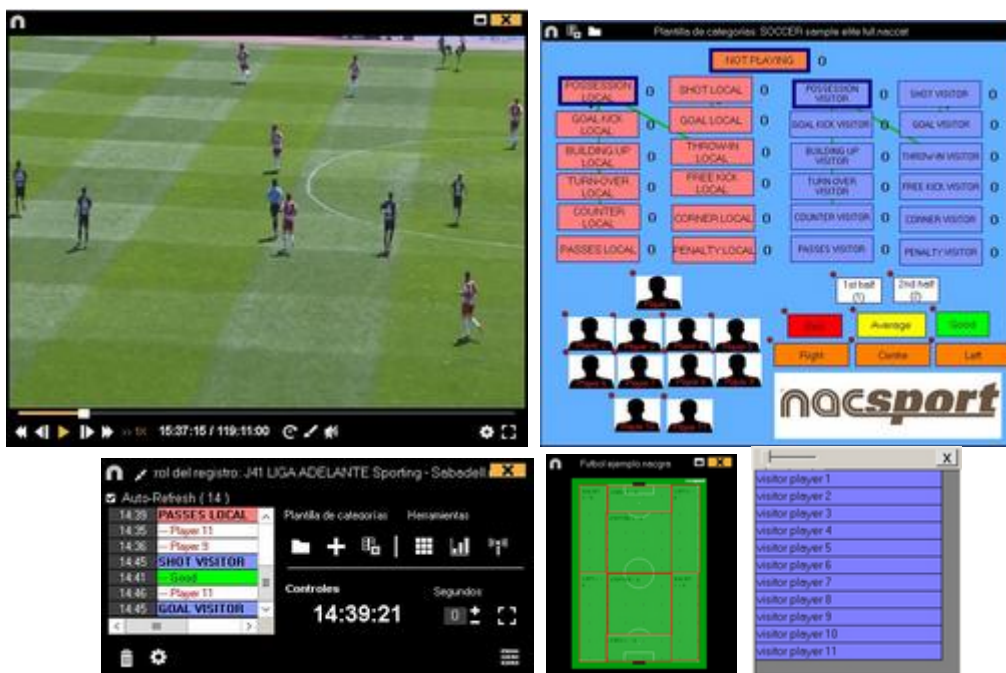 15:37:15 / 119:11:00
Plantilla de categorías: SOCCER sample elite full.naccat
NOT PLAYING 0
POSSESSION LOCAL 0
SHOT LOCAL 0
POSSESSION VISITOR 0
SHOT VISITOR 0
GOAL KICK LOCAL 0
GOAL LOCAL 0
GOAL KICK VISITOR 0
GOAL VISITOR 0
BUILDING UP LOCAL 0
THROW-IN LOCAL 0
BUILDING UP VISITOR 0
THROW-IN VISITOR 0
TURN-OVER LOCAL 0
FREE KICK LOCAL 0
TURN OVER VISITOR 0
FREE KICK VISITOR 0
COUNTER LOCAL 0
CORNER LOCAL 0
COUNTER VISITOR 0
CORNER VISITOR 0
PASSES LOCAL 0
PENALTY LOCAL 0
PASSES VISITOR 0
PENALTY VISITOR 0
1st half (1)
2nd half (2)
Player 1
Average
Good
Right
Centre
Left
nacsport
rol del registro: J41 LIGA ADELANTE Sporting - Sabadell
Auto-Refresh ( 14 )
14:39 PASSES LOCAL
14:35 -- Player 11
14:36 -- Player 9
14:45 SHOT VISITOR
14:41 -- Good
14:46 -- Player 11
14:45 GOAL VISITOR
Plantilla de categorías
Herramientas
Controles
Segundos
14:39:21
0
Futbol ejemplo.nacgra
X
visitor player 1
visitor player 2
visitor player 3
visitor player 4
visitor player 5
visitor player 6
visitor player 7
visitor player 8
visitor player 9
visitor player 10
visitor player 11